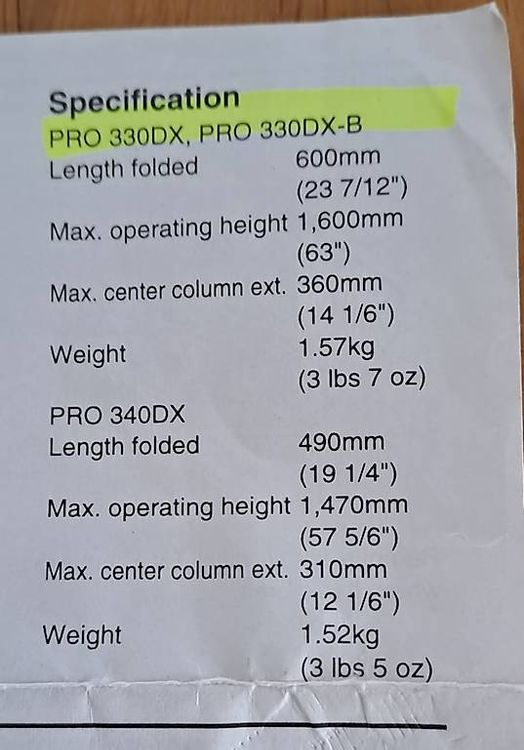 Specification
PRO 330DX, PRO 330DX-B
Length folded 600mm
(23 7/12")
Max. operating height 1,600mm
(63")
Max. center column ext. 360mm
(14 1/6")
Weight 1.57kg
(3 lbs 7 oz)
PRO 340DX
Length folded 490mm
(19 1/4")
Max. operating height 1,470mm
(57 5/6")
Max. center column ext. 310mm
(12 1/6")
Weight 1.52kg
(3 lbs 5 oz)